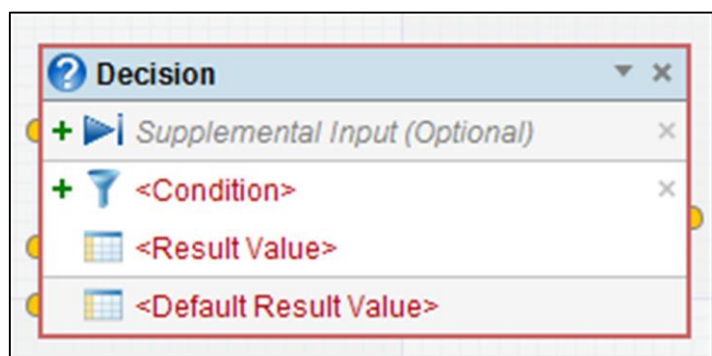 Decision
Supplemental Input (Optional)
<Condition>
<Result Value>
<Default Result Value>